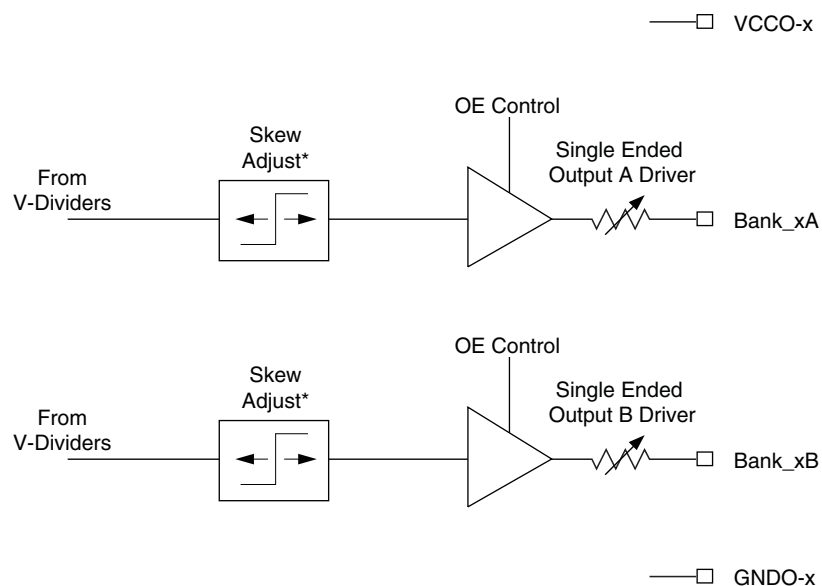 VCCO-x
OE Control
Skew
Adjust*
Single Ended
Output A Driver
From
V-Dividers
Bank_xA
OE Control
Skew
Adjust*
Single Ended
Output B Driver
From
V-Dividers
Bank_xB
GNDO-x